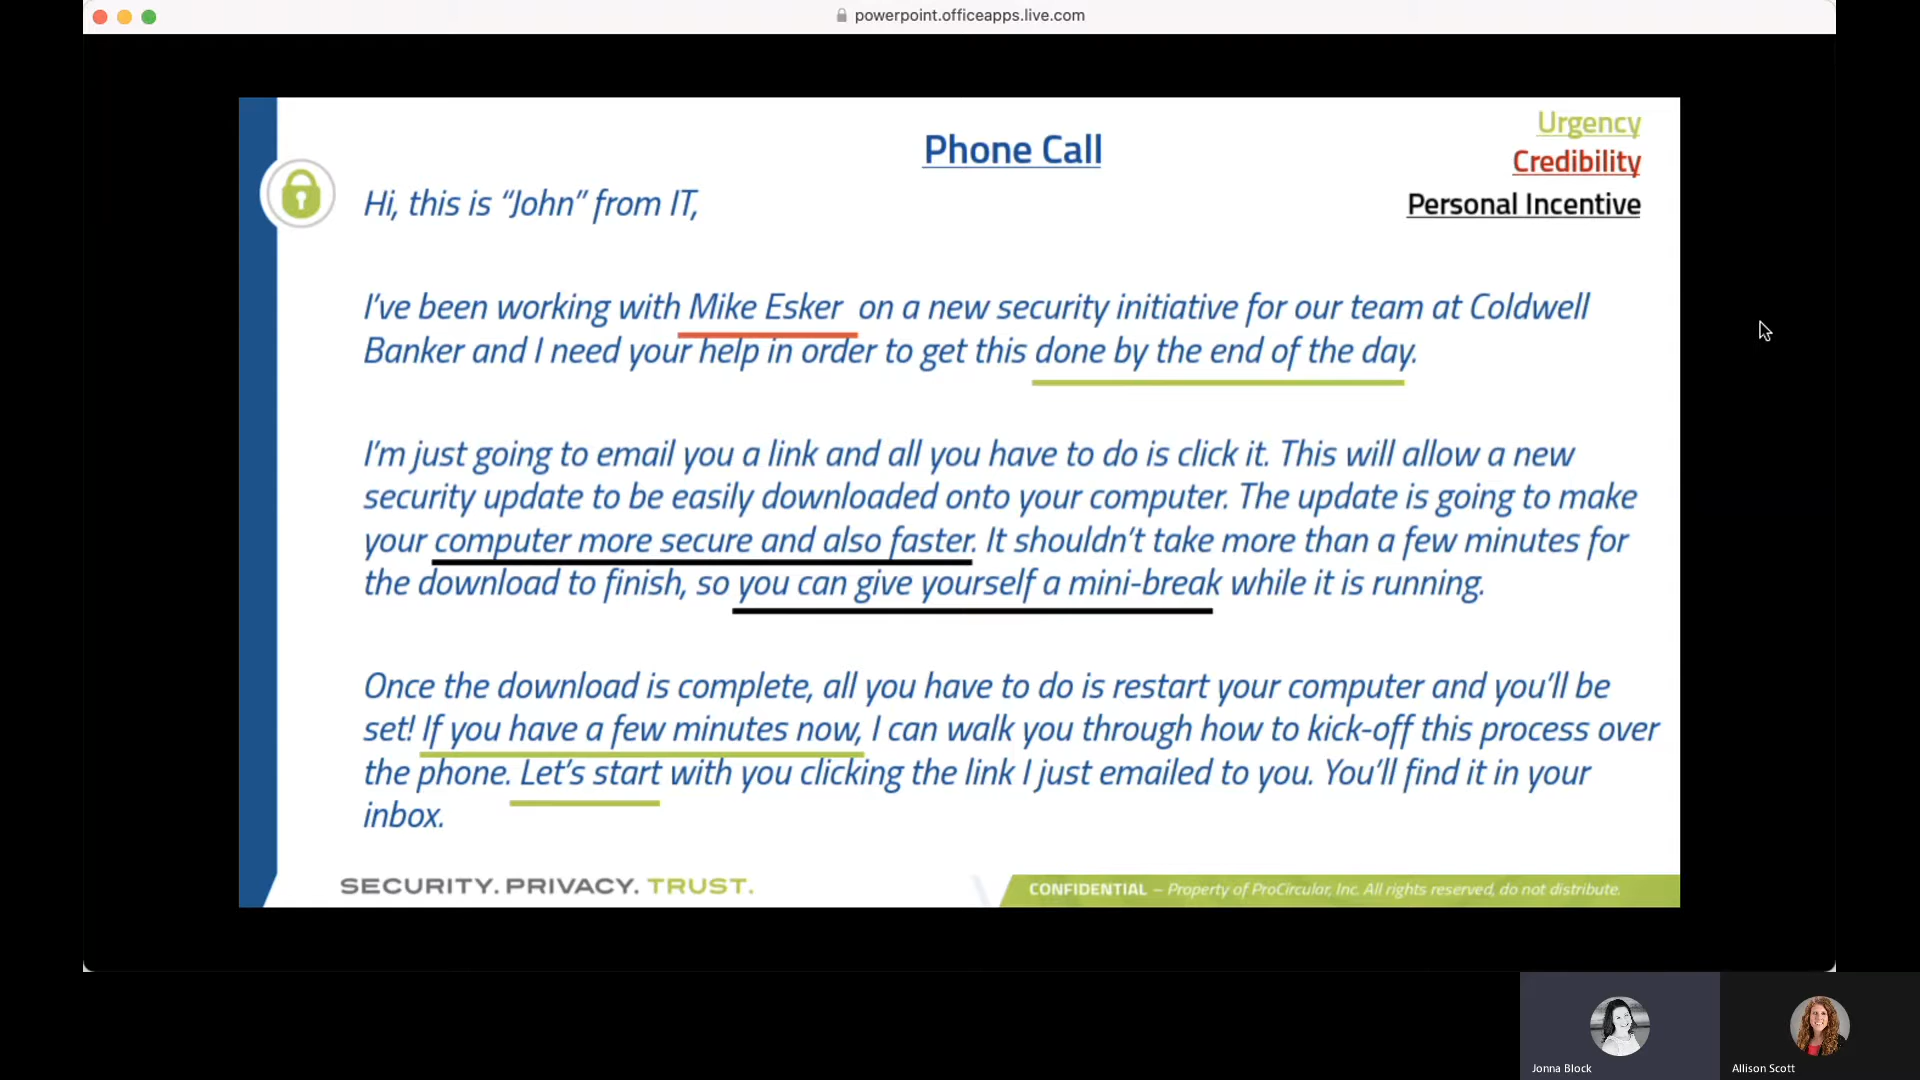 powerpoint.officeapps.live.com
Urgency
Phone Call
Credibility
Personal Incentive
Hi, this is “John” from IT,
I’ve been working with Mike Esker on a new security initiative for our team at Coldwell
Banker and I need your help in order to get this done by the end of the day.
I’m just going to email you a link and all you have to do is click it. This will allow a new
security update to be easily downloaded onto your computer. The update is going to make
your computer more secure and also faster. It shouldn’t take more than a few minutes for
the download to finish, so you can give yourself a mini-break while it is running.
Once the download is complete, all you have to do is restart your computer and you’ll be
set! If you have a few minutes now, I can walk you through how to kick-off this process over
the phone. Let’s start with you clicking the link I just emailed to you. You’ll find it in your
inbox.
SECURITY. PRIVACY. TRUST.
CONFIDENTIAL – Property of ProCircular, Inc. All rights reserved, do not distribute.
Jonna Block
Allison Scott